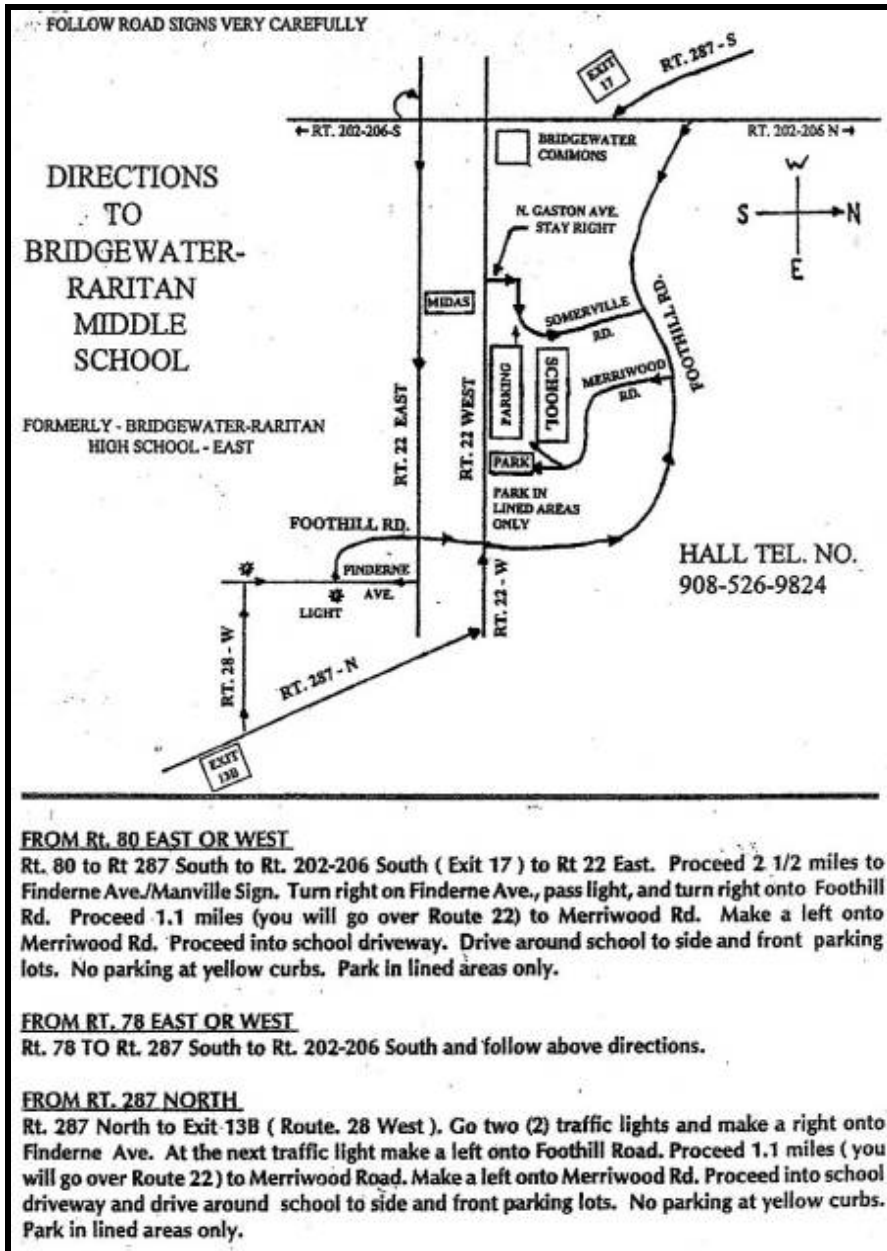 FOLLOW ROAD SIGNS VERY CAREFULLY
EXIT
17
RT. 287 - S
← RT. 202-206-S
RT. 202-206 N →
BRIDGEWATER
COMMONS
DIRECTIONS
TO
BRIDGEWATER-
RARITAN
MIDDLE
SCHOOL
W
S
N
E
N. GASTON AVE.
STAY RIGHT
MIDAS
SOMERVILLE
RD.
FOOTHILL RD.
MERRIWOOD
RD.
PARKING
SCHOOL
RT. 22 EAST
RT. 22 WEST
FORMERLY - BRIDGEWATER-RARITAN
HIGH SCHOOL - EAST
PARK
PARK IN
LINED AREAS
ONLY
FOOTHILL RD.
HALL TEL. NO.
908-526-9824
FINDERNE
AVE.
LIGHT
RT. 22 - W
RT. 28 - W
RT. 287 - N
EXIT
13B
FROM Rt. 80 EAST OR WEST
Rt. 80 to Rt 287 South to Rt. 202-206 South ( Exit 17 ) to Rt 22 East. Proceed 2 1/2 miles to
Finderne Ave./Manville Sign. Turn right on Finderne Ave., pass light, and turn right onto Foothill
Rd. Proceed 1.1 miles (you will go over Route 22) to Merriwood Rd. Make a left onto
Merriwood Rd. Proceed into school driveway. Drive around school to side and front parking
lots. No parking at yellow curbs. Park in lined areas only.
FROM RT. 78 EAST OR WEST
Rt. 78 TO Rt. 287 South to Rt. 202-206 South and follow above directions.
FROM RT. 287 NORTH
Rt. 287 North to Exit 13B ( Route. 28 West ). Go two (2) traffic lights and make a right onto
Finderne Ave. At the next traffic light make a left onto Foothill Road. Proceed 1.1 miles ( you
will go over Route 22 ) to Merriwood Road. Make a left onto Merriwood Rd. Proceed into school
driveway and drive around school to side and front parking lots. No parking at yellow curbs.
Park in lined areas only.